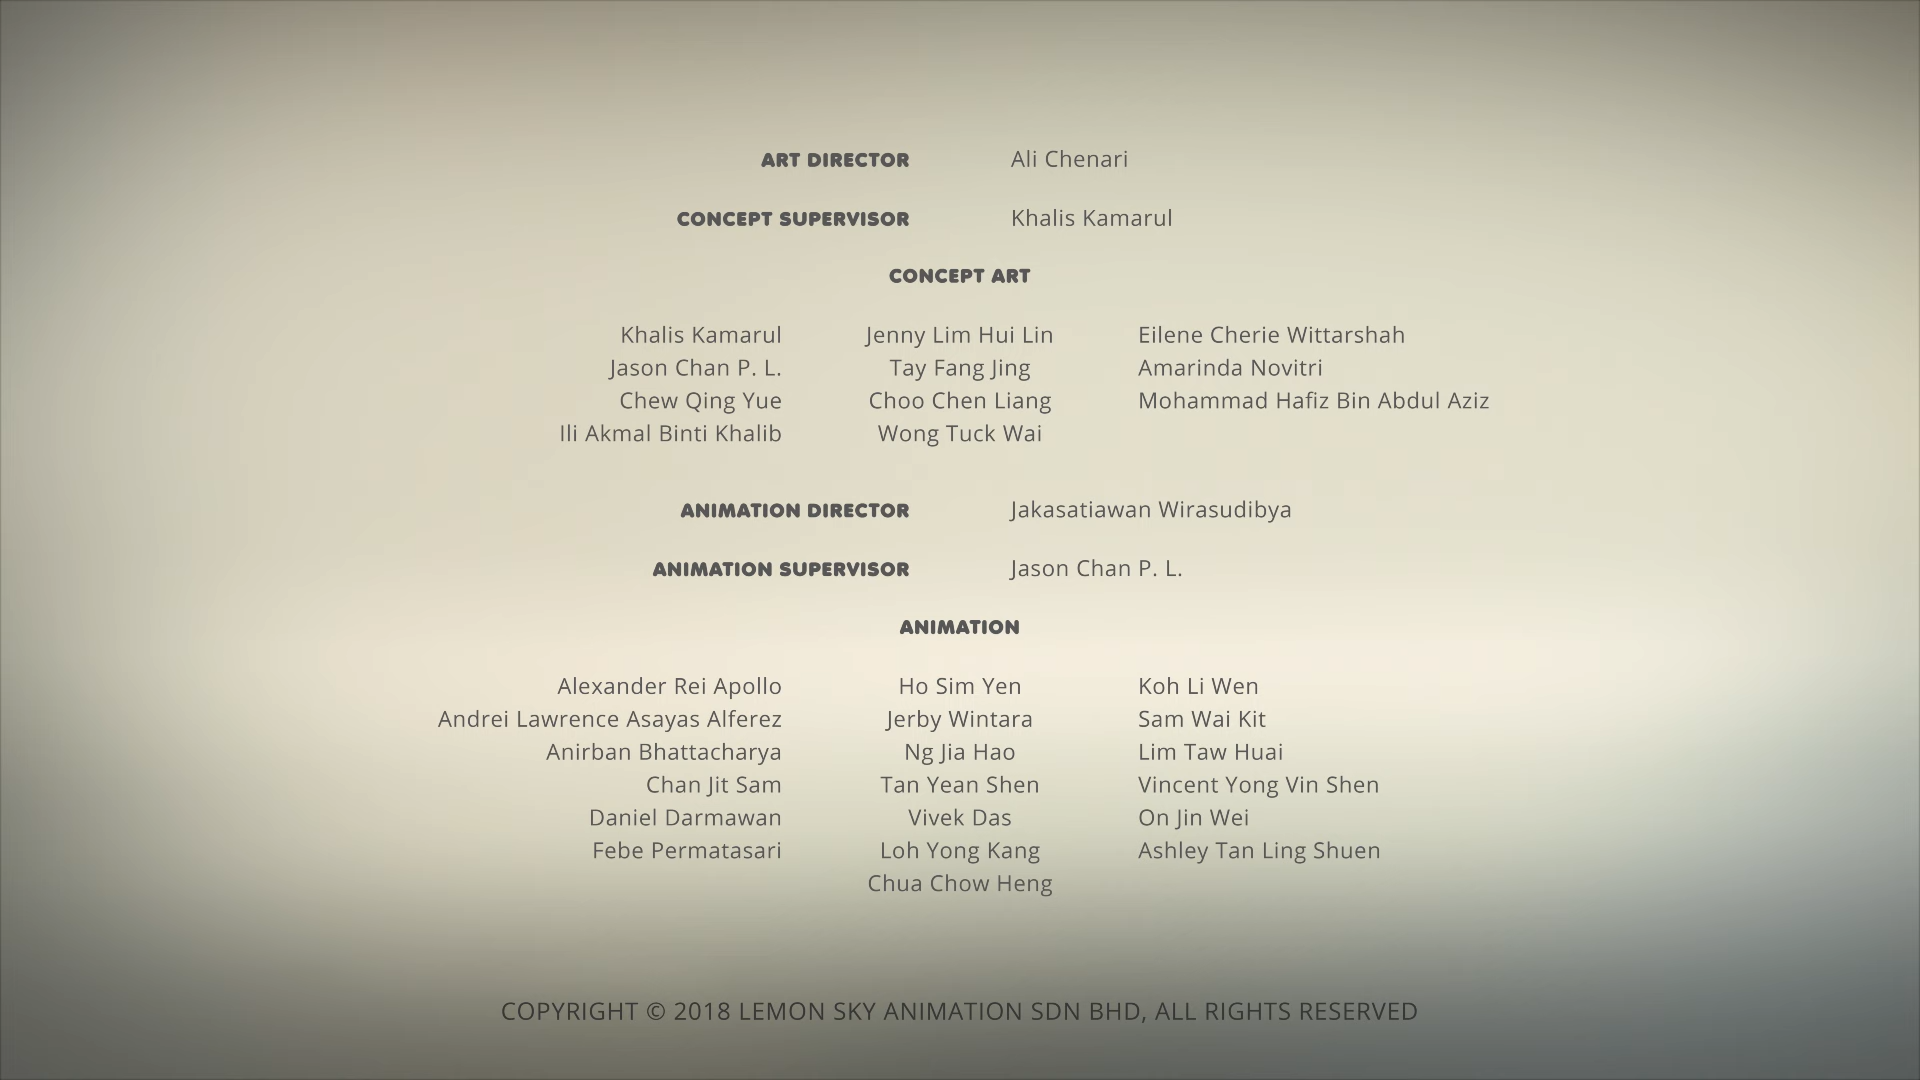 ART DIRECTOR Ali Chenari
CONCEPT SUPERVISOR Khalis Kamarul
CONCEPT ART
Khalis Kamarul Jenny Lim Hui Lin Eilene Cherie Wittarshah
Jason Chan P. L. Tay Fang Jing Amarinda Novitri
Chew Qing Yue Choo Chen Liang Mohammad Hafiz Bin Abdul Aziz
Ili Akmal Binti Khalib Wong Tuck Wai
ANIMATION DIRECTOR Jakasatiawan Wirasudibya
ANIMATION SUPERVISOR Jason Chan P. L.
ANIMATION
Alexander Rei Apollo Ho Sim Yen Koh Li Wen
Andrei Lawrence Asayas Alferez Jerby Wintara Sam Wai Kit
Anirban Bhattacharya Ng Jia Hao Lim Taw Huai
Chan Jit Sam Tan Yean Shen Vincent Yong Vin Shen
Daniel Darmawan Vivek Das On Jin Wei
Febe Permatasari Loh Yong Kang Ashley Tan Ling Shuen
Chua Chow Heng
COPYRIGHT © 2018 LEMON SKY ANIMATION SDN BHD, ALL RIGHTS RESERVED